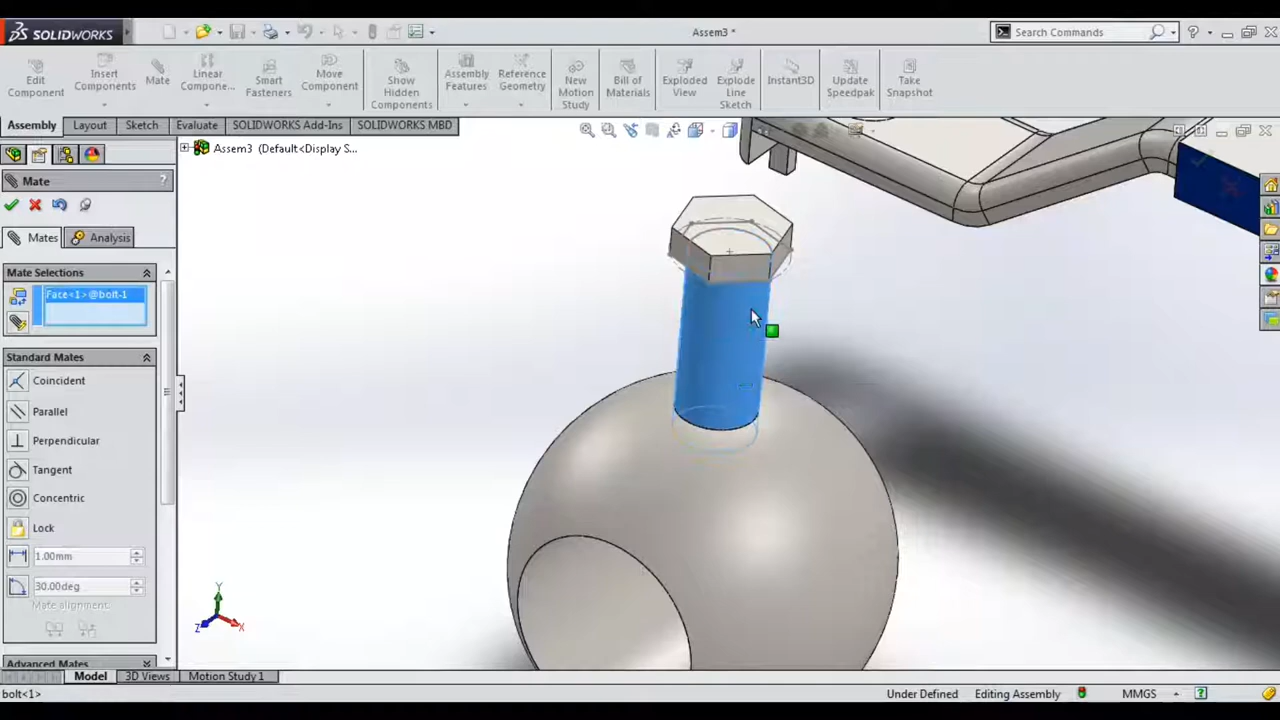 SOLIDWORKS
Assem3 *
Search Commands
Edit
Component
Insert
Components
Mate
Linear
Compone...
Smart
Fasteners
Move
Component
Show
Hidden
Components
Assembly
Features
Reference
Geometry
New
Motion
Study
Bill of
Materials
Exploded
View
Explode
Line
Sketch
Instant3D
Update
Speedpak
Take
Snapshot
Assembly
Layout
Sketch
Evaluate
SOLIDWORKS Add-Ins
SOLIDWORKS MBD
Assem3 (Default<Display S...
Mate
?
Mates
Analysis
Mate Selections
Face<1>@bolt-1
Standard Mates
Coincident
Parallel
Perpendicular
Tangent
Concentric
Lock
1.00mm
30.00deg
Mate alignment:
Advanced Mates
Y
Z
X
Model
3D Views
Motion Study 1
bolt<1>
Under Defined
Editing Assembly
MMGS
?